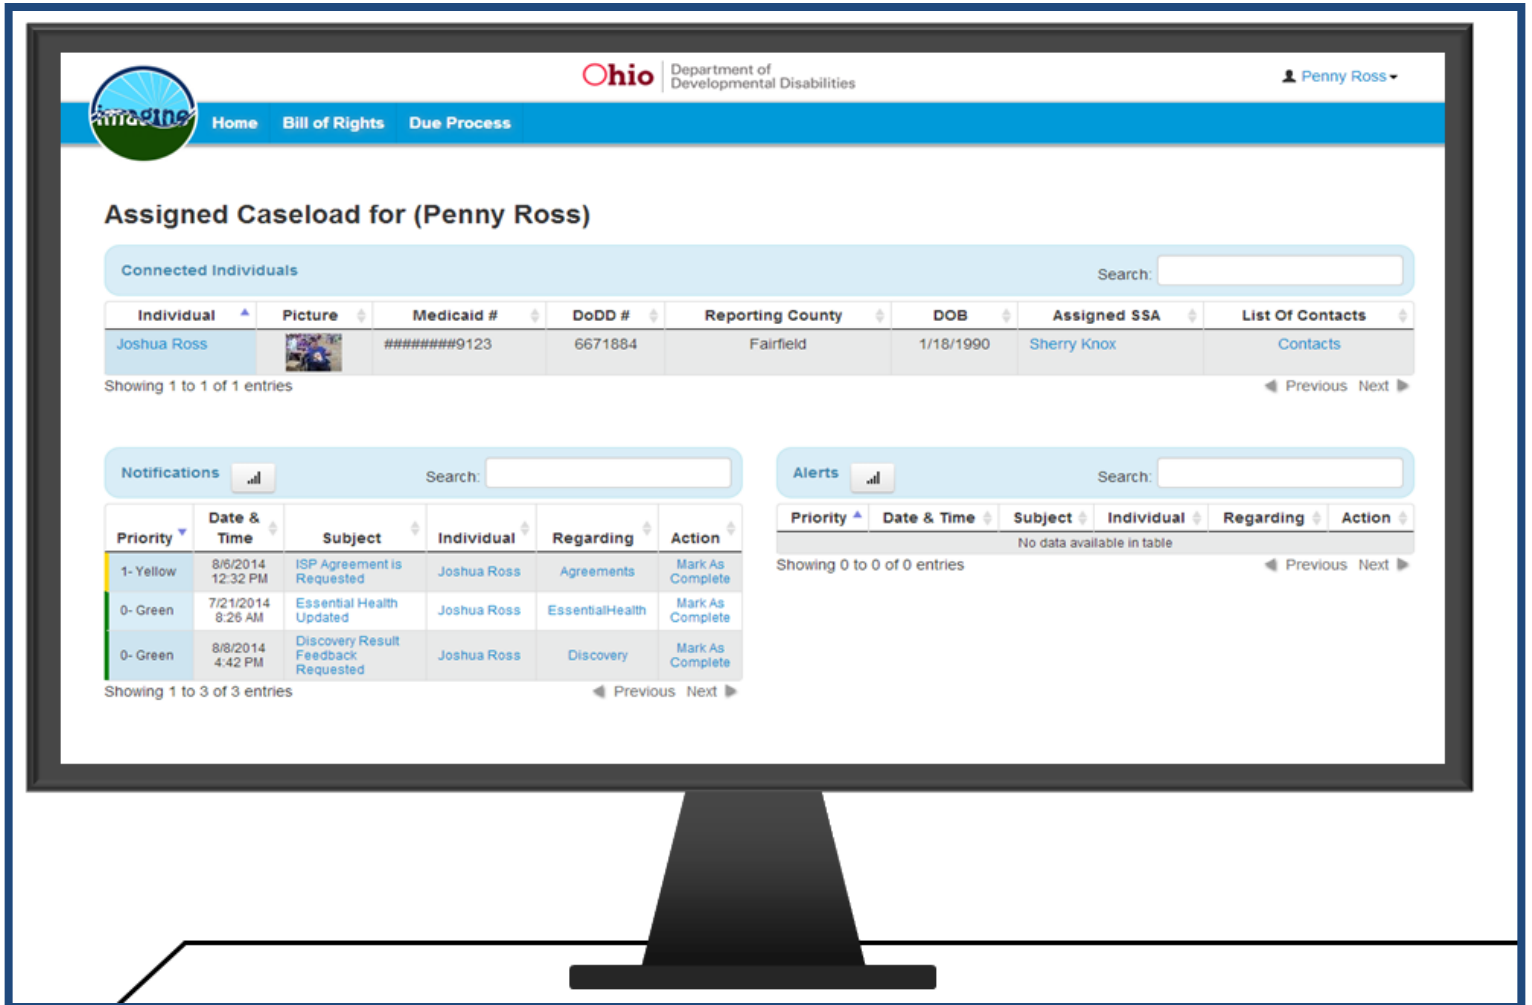 Ohio Department of
Developmental Disabilities
Penny Ross
imagine
Home Bill of Rights Due Process
Assigned Caseload for (Penny Ross)
Connected Individuals Search:
Individual Picture Medicaid # DoDD # Reporting County DOB Assigned SSA List Of Contacts
Joshua Ross ########9123 6671884 Fairfield 1/18/1990 Sherry Knox Contacts
Showing 1 to 1 of 1 entries Previous Next
Notifications Search:
Priority Date & Time Subject Individual Regarding Action
1- Yellow 8/6/2014 12:32 PM ISP Agreement is Requested Joshua Ross Agreements Mark As Complete
0- Green 7/21/2014 8:26 AM Essential Health Updated Joshua Ross EssentialHealth Mark As Complete
0- Green 8/8/2014 4:42 PM Discovery Result Feedback Requested Joshua Ross Discovery Mark As Complete
Showing 1 to 3 of 3 entries Previous Next
Alerts Search:
Priority Date & Time Subject Individual Regarding Action
No data available in table
Showing 0 to 0 of 0 entries Previous Next